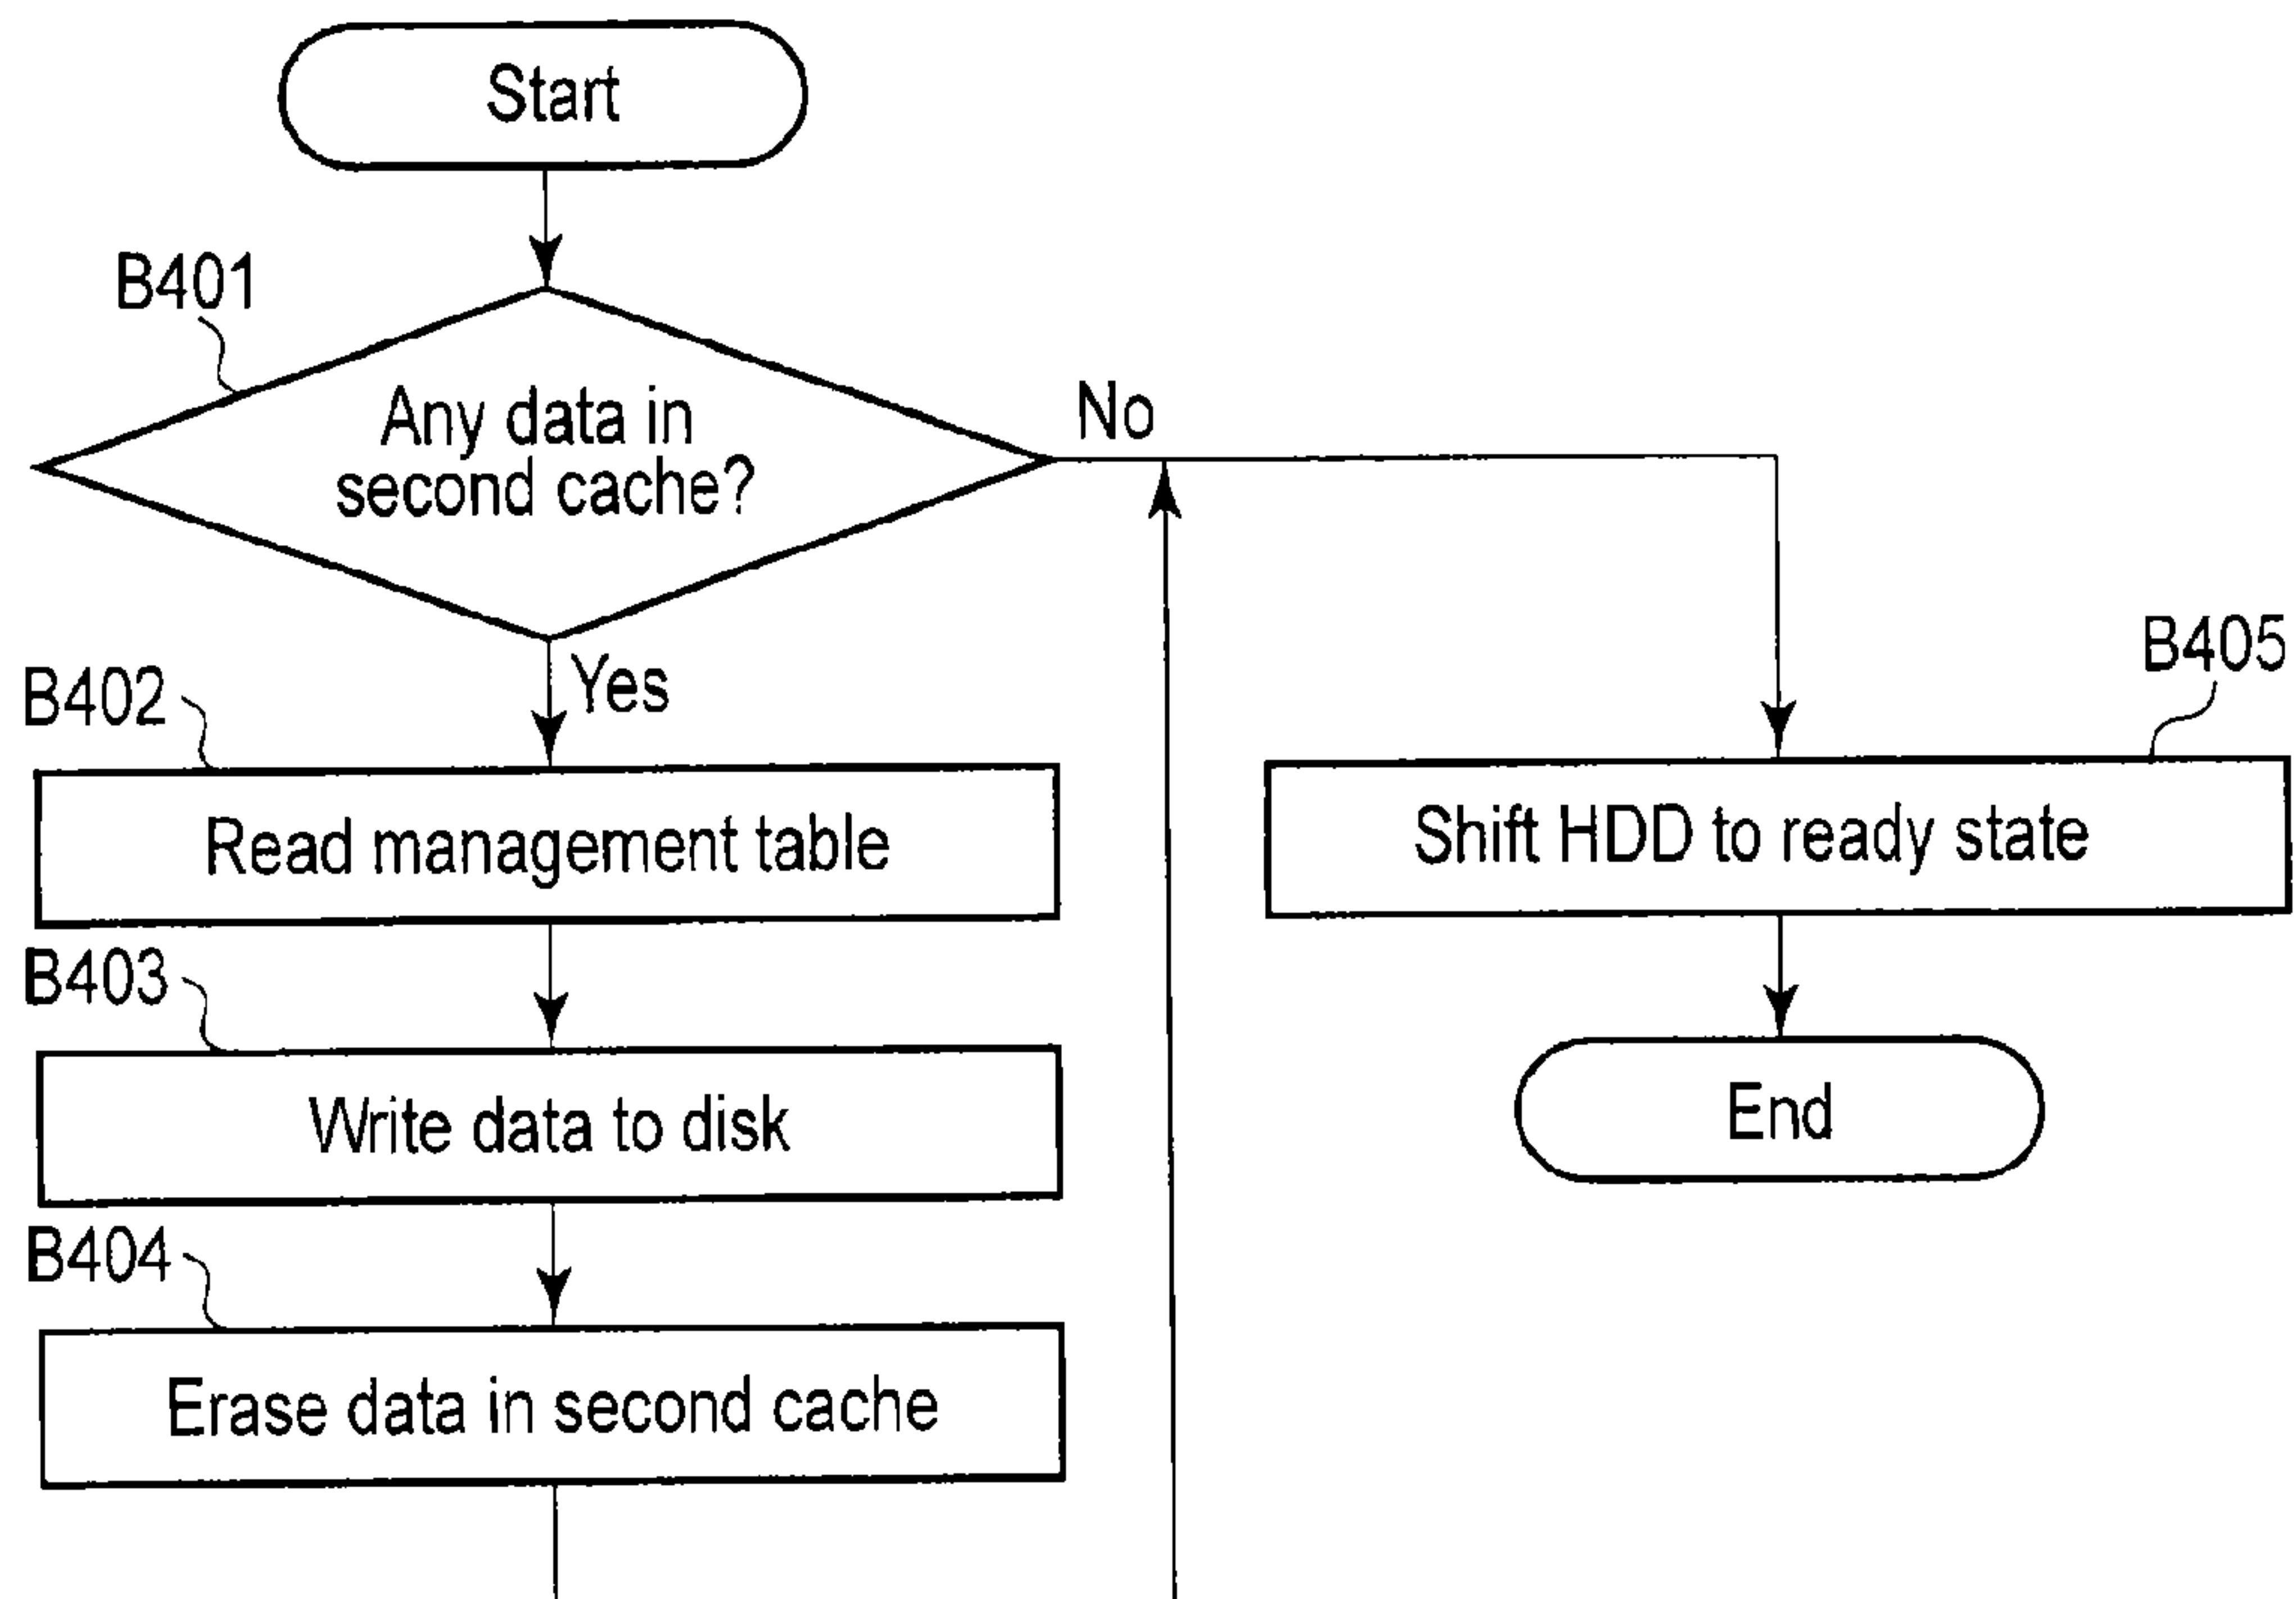 Start
B401
Any data in
second cache?
No
Yes
B402
Read management table
B403
Write data to disk
B404
Erase data in second cache
B405
Shift HDD to ready state
End